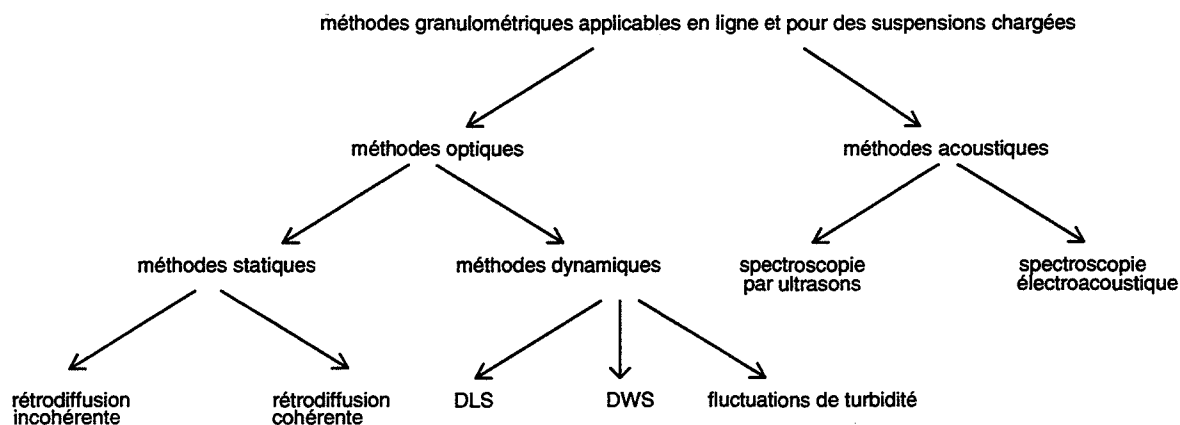 méthodes granulométriques applicables en ligne et pour des suspensions chargées
méthodes optiques
méthodes acoustiques
méthodes statiques
méthodes dynamiques
spectroscopie
par ultrasons
spectroscopie
électroacoustique
rétrodiffusion
incohérente
rétrodiffusion
cohérente
DLS
DWS
fluctuations de turbidité